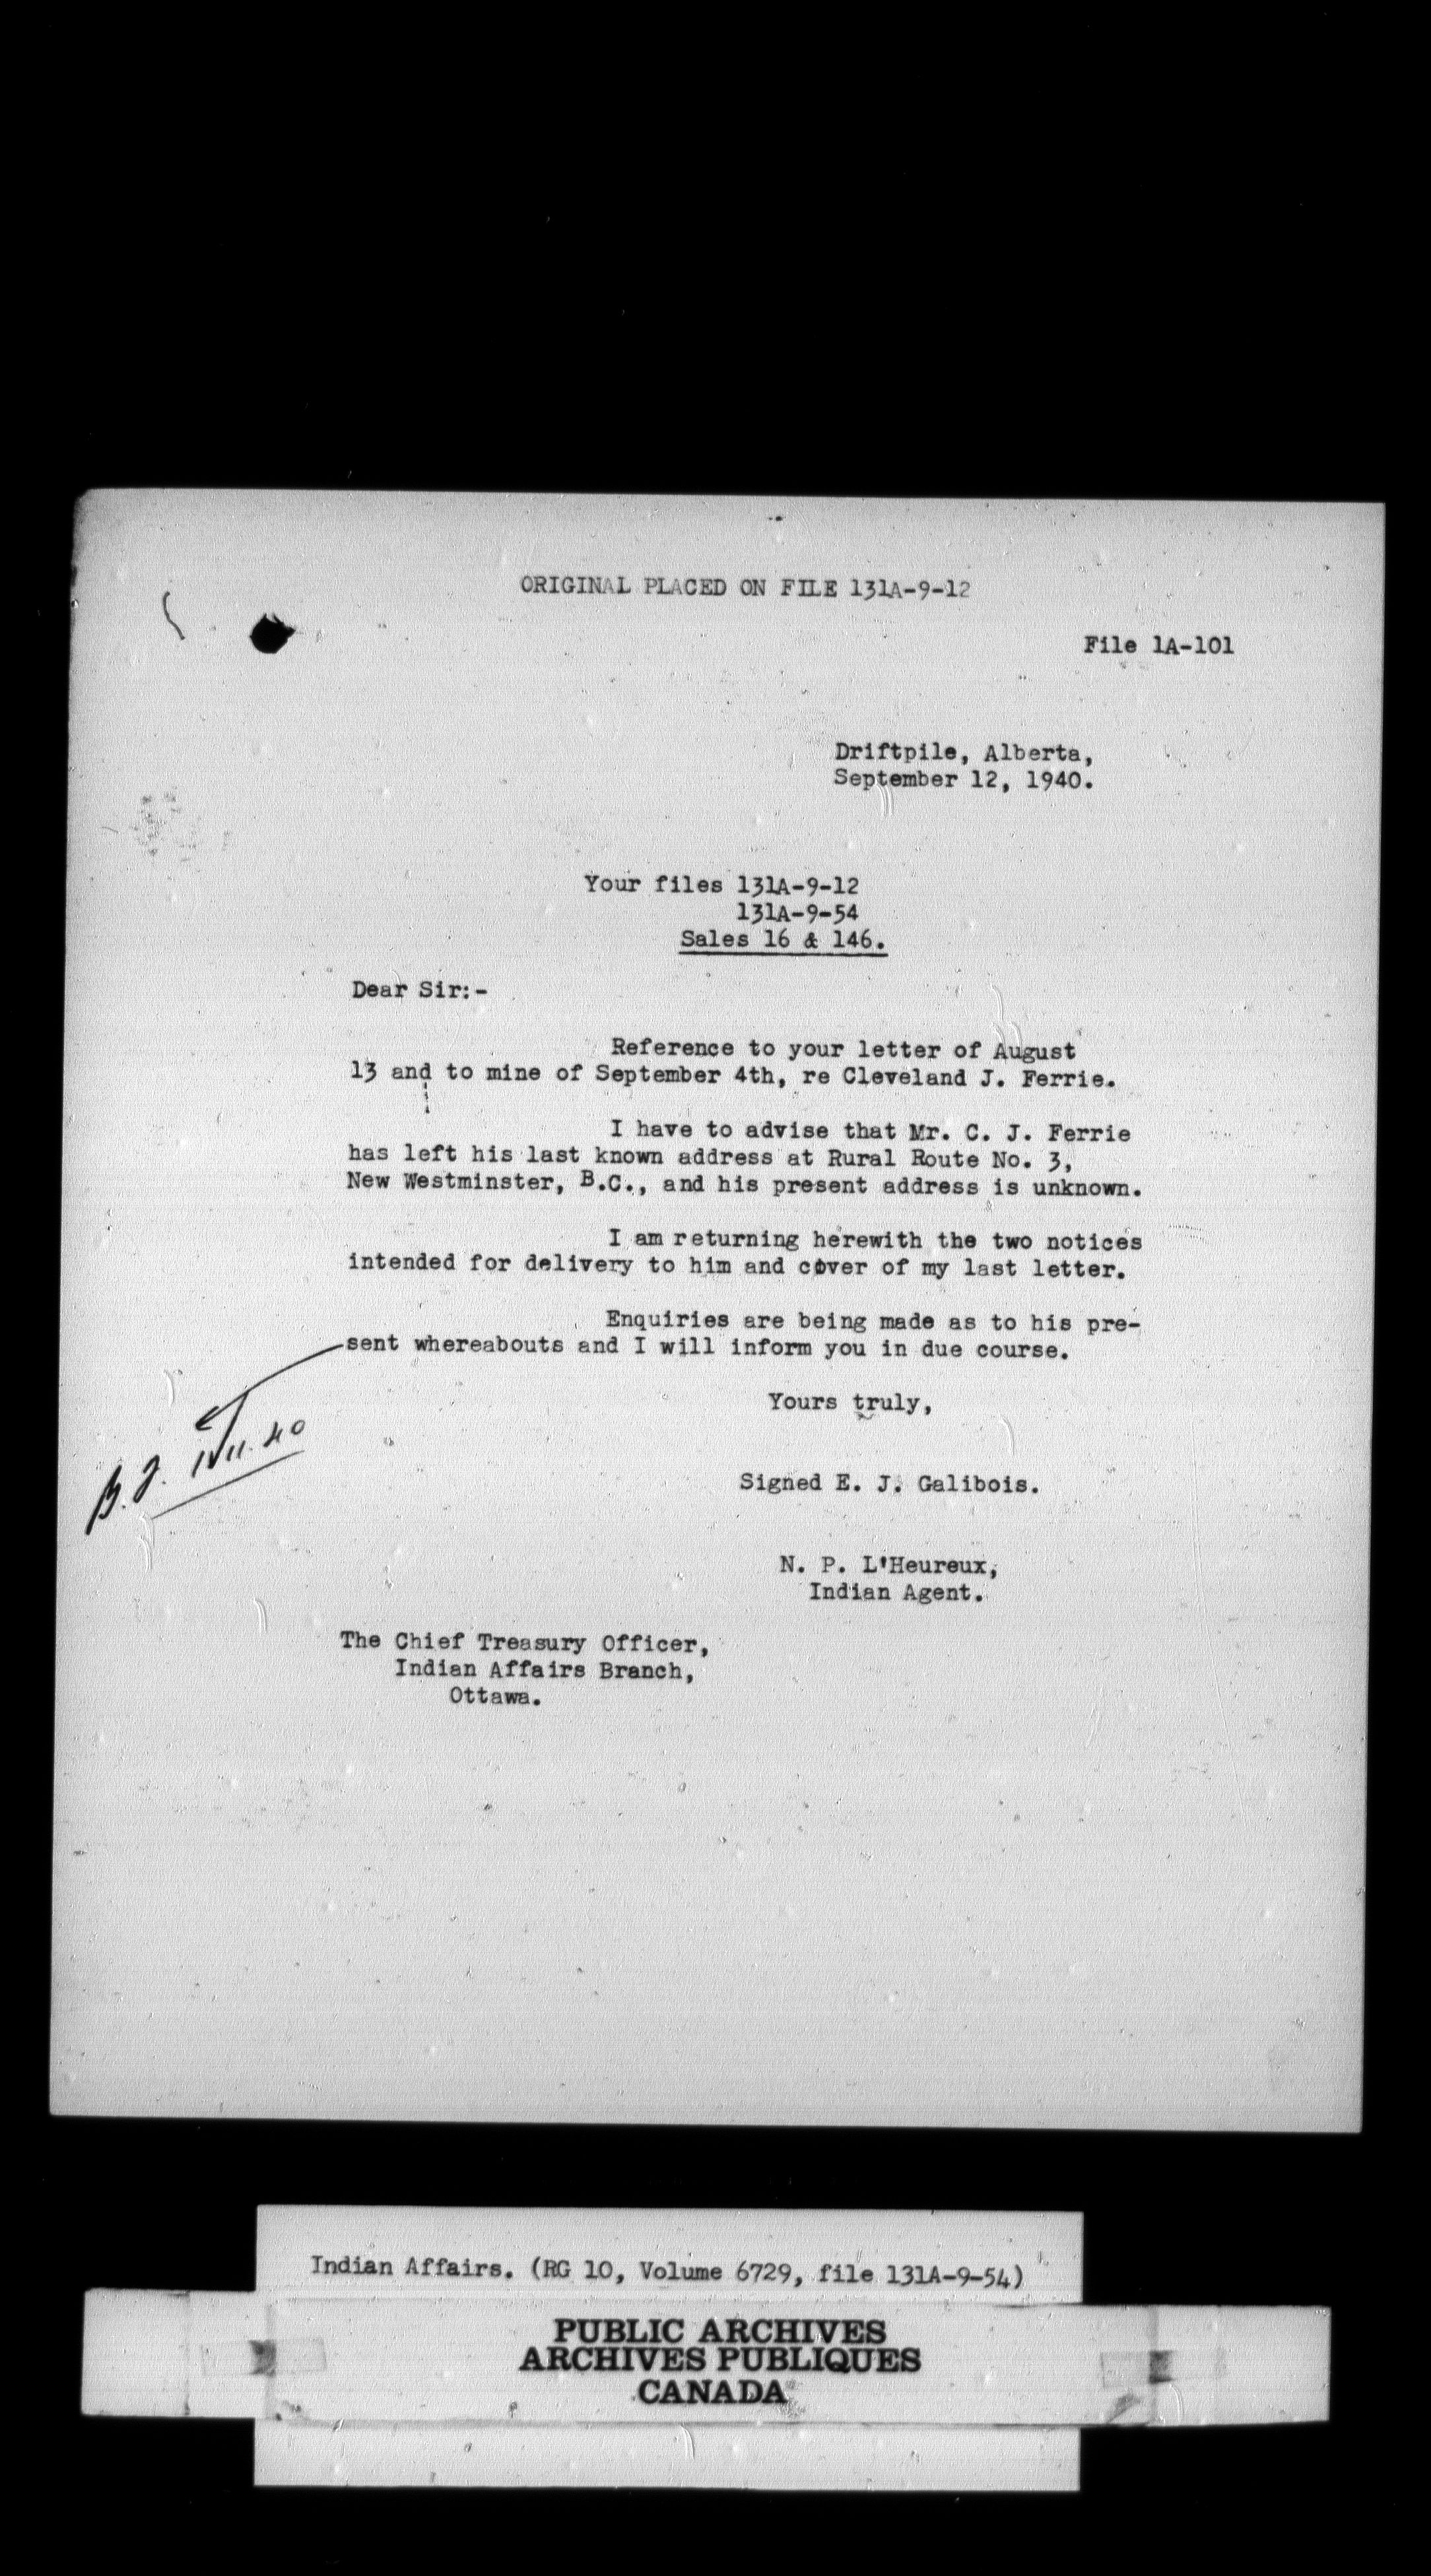 ORIGINAL PLACED ON FILE 131A-9-12
File 1A-101
Driftpile, Alberta,
September 12, 1940.
Your files 131A-9-12
131A-9-54
Sales 16 & 146.
Dear Sir:-
Reference to your letter of August
13 and to mine of September 4th, re Cleveland J. Ferrie.
I have to advise that Mr. C. J. Ferrie
has left his last known address at Rural Route No. 3,
New Westminster, B.C., and his present address is unknown.
I am returning herewith the two notices
intended for delivery to him and cover of my last letter.
Enquiries are being made as to his pre-
sent whereabouts and I will inform you in due course.
Yours truly,
Signed E. J. Galibois.
N. P. L'Heureux,
Indian Agent.
The Chief Treasury Officer,
Indian Affairs Branch,
Ottawa.
Indian Affairs. (RG 10, Volume 6729, file 131A-9-54)
PUBLIC ARCHIVES
ARCHIVES PUBLIQUES
CANADA